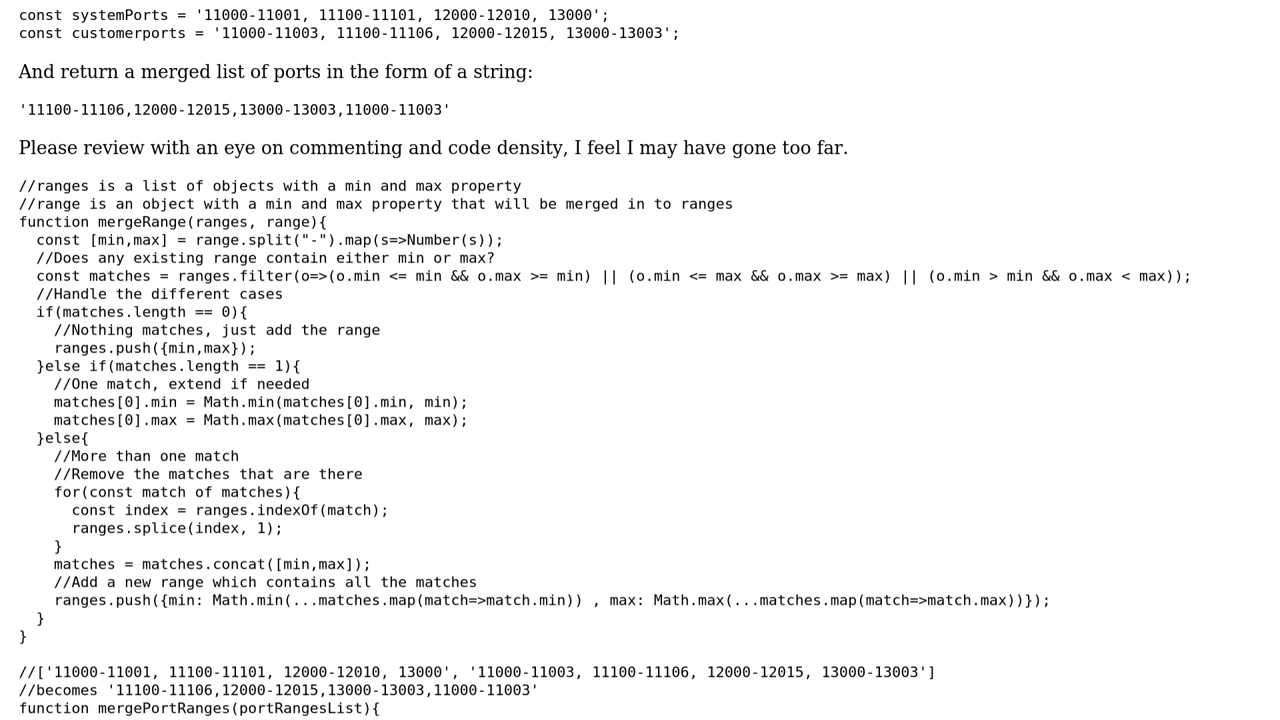 const systemPorts = '11000-11001, 11100-11101, 12000-12010, 13000';
const customerports = '11000-11003, 11100-11106, 12000-12015, 13000-13003';
And return a merged list of ports in the form of a string:
'11100-11106,12000-12015,13000-13003,11000-11003'
Please review with an eye on commenting and code density, I feel I may have gone too far.
//ranges is a list of objects with a min and max property
//range is an object with a min and max property that will be merged in to ranges
function mergeRange(ranges, range){
  const [min,max] = range.split("-").map(s=>Number(s));
  //Does any existing range contain either min or max?
  const matches = ranges.filter(o=>(o.min <= min && o.max >= min) || (o.min <= max && o.max >= max) || (o.min > min && o.max < max));
  //Handle the different cases
  if(matches.length == 0){
    //Nothing matches, just add the range
    ranges.push({min,max});
  }else if(matches.length == 1){
    //One match, extend if needed
    matches[0].min = Math.min(matches[0].min, min);
    matches[0].max = Math.max(matches[0].max, max);
  }else{
    //More than one match
    //Remove the matches that are there
    for(const match of matches){
      const index = ranges.indexOf(match);
      ranges.splice(index, 1);
    }
    matches = matches.concat([min,max]);
    //Add a new range which contains all the matches
    ranges.push({min: Math.min(...matches.map(match=>match.min)) , max: Math.max(...matches.map(match=>match.max))});
  }
}
//['11000-11001, 11100-11101, 12000-12010, 13000', '11000-11003, 11100-11106, 12000-12015, 13000-13003']
//becomes '11100-11106,12000-12015,13000-13003,11000-11003'
function mergePortRanges(portRangesList){